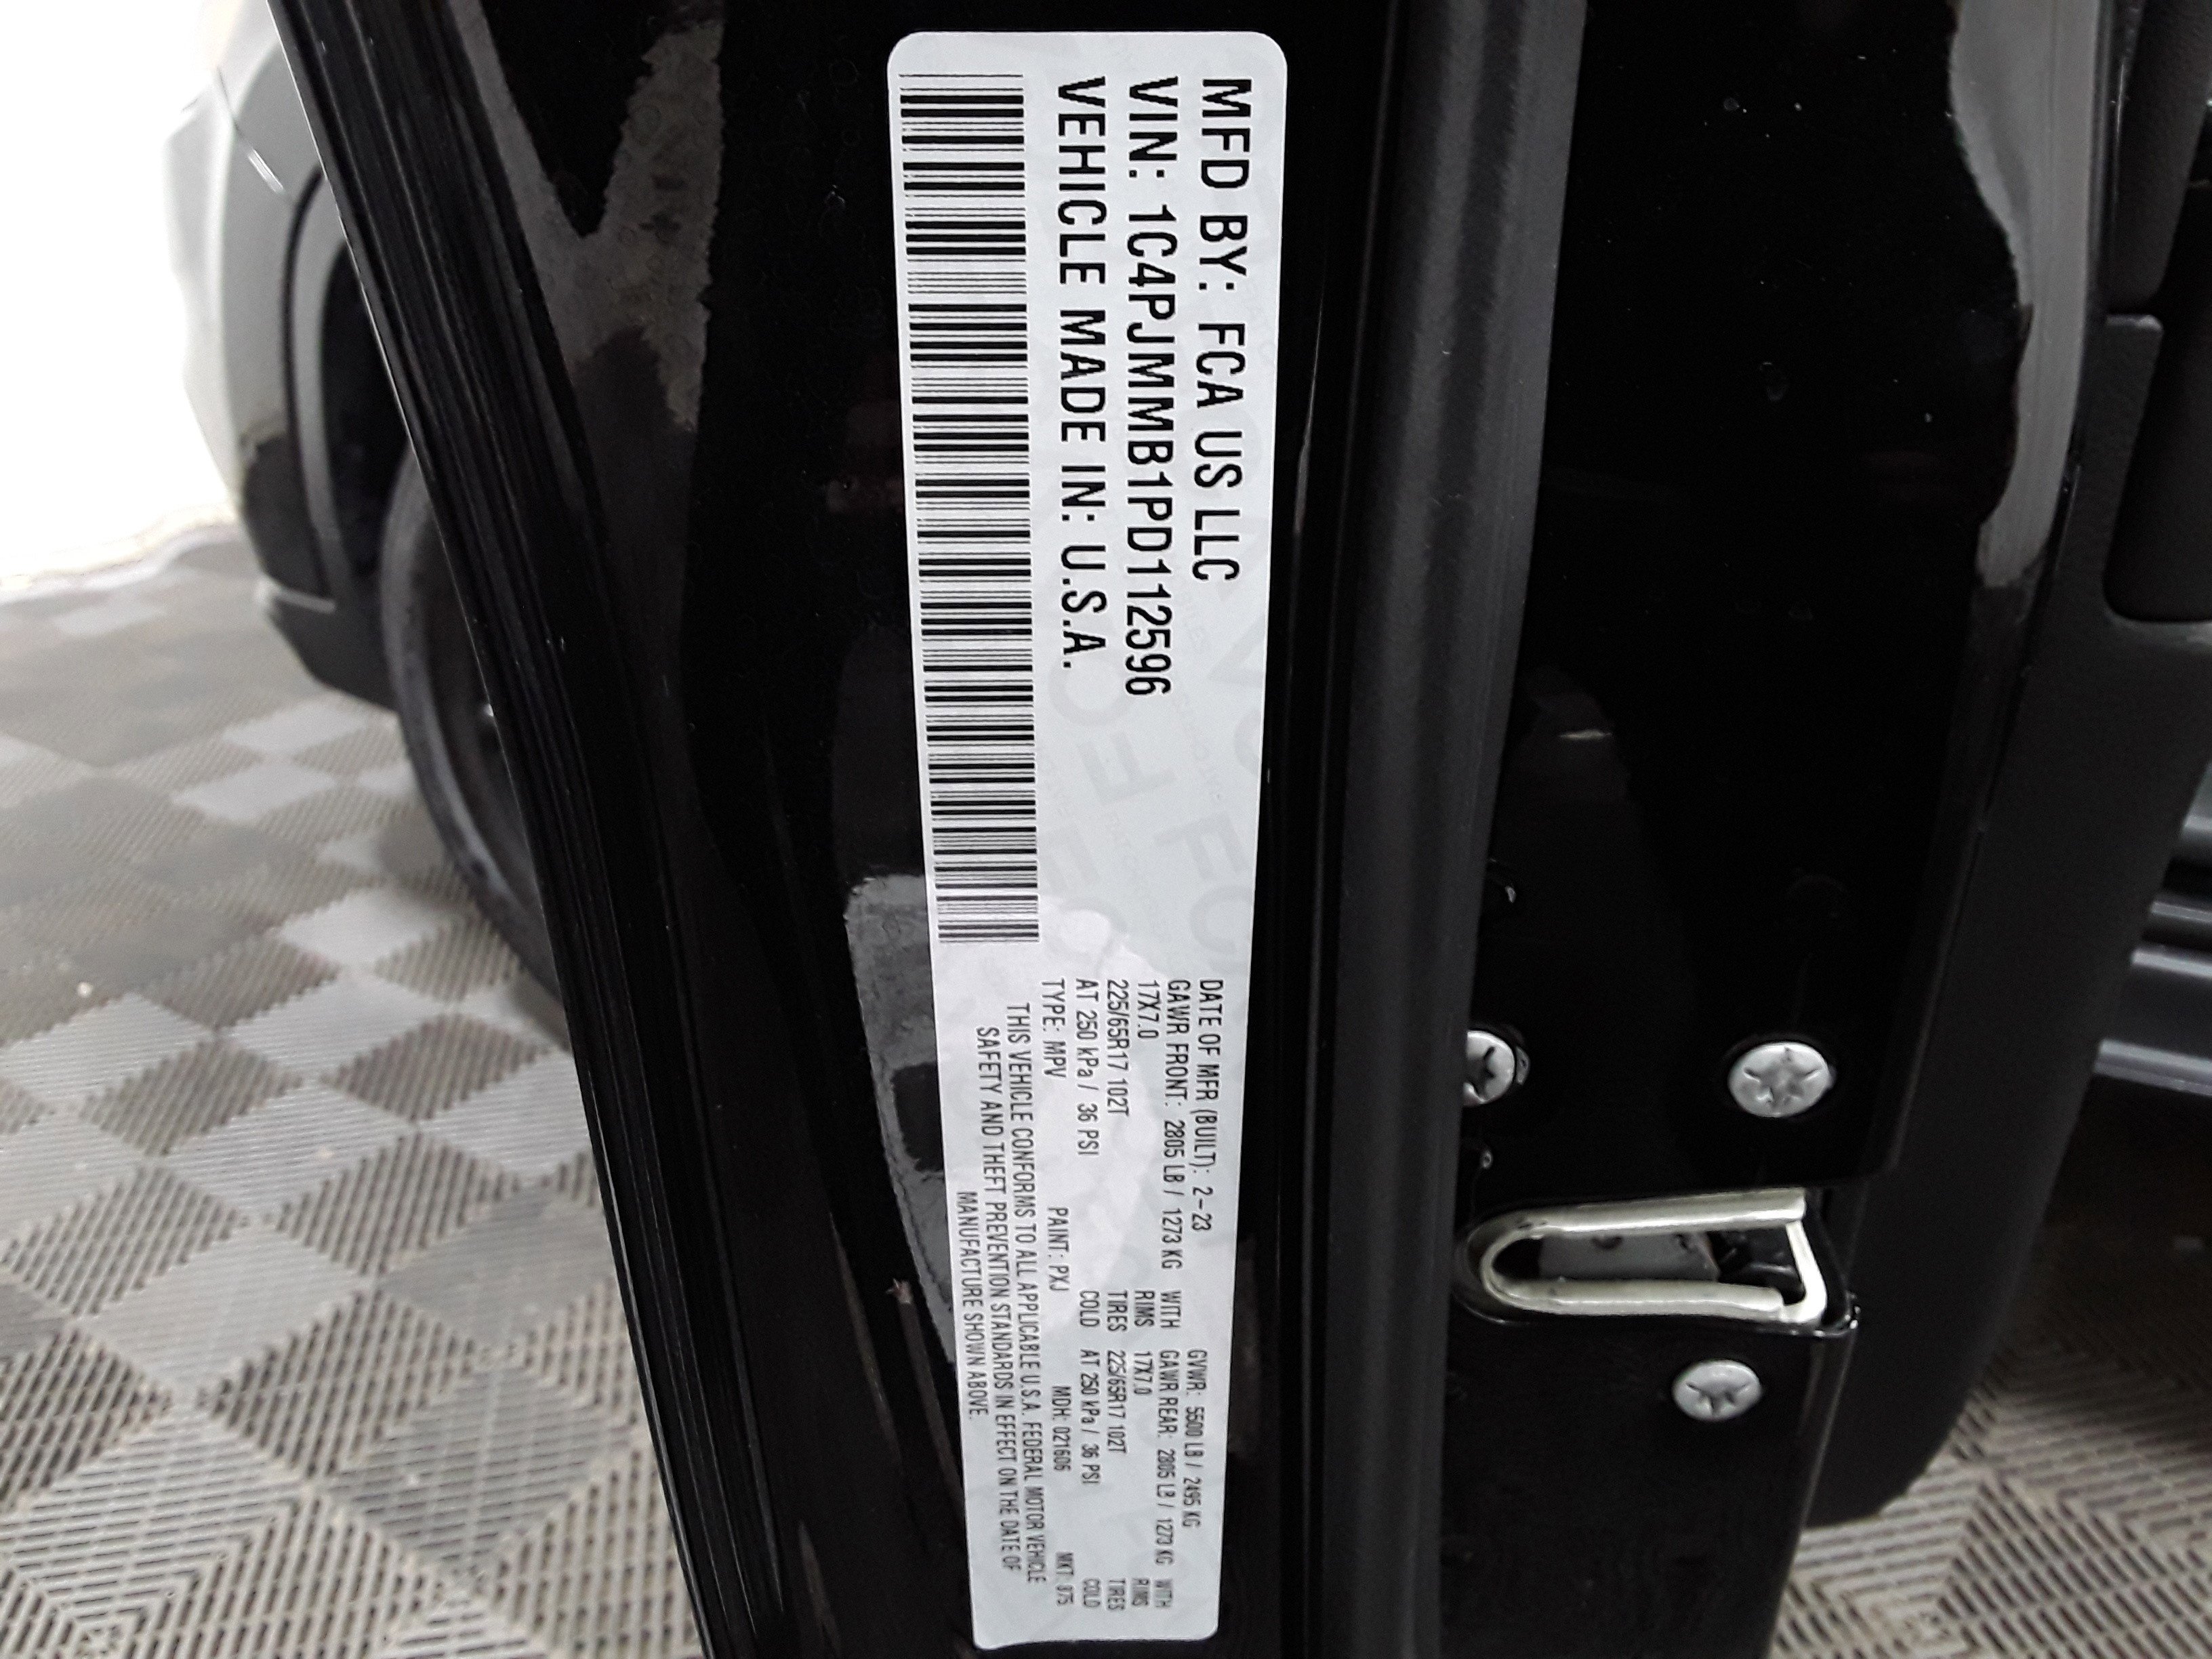 MFD BY: FCA US LLC
VIN: 1C4PJMMB1PD112596
VEHICLE MADE IN: U.S.A.
DATE OF MFR (BUILT): 2-23 GVWR: 5500 LB / 2495 KG
GAWR FRONT: 2805 LB / 1273 KG WITH GAWR REAR: 2805 LB / 1273 KG WITH
17X7.0 RIMS 17X7.0 RIMS
225/65R17 102T TIRES 225/65R17 102T TIRES
AT 250 kPa / 36 PSI COLD AT 250 kPa / 36 PSI COLD
TYPE: MPV PAINT: PXJ MDH: 021606 MKT: 875
THIS VEHICLE CONFORMS TO ALL APPLICABLE U.S.A. FEDERAL MOTOR VEHICLE
SAFETY AND THEFT PREVENTION STANDARDS IN EFFECT ON THE DATE OF
MANUFACTURE SHOWN ABOVE.